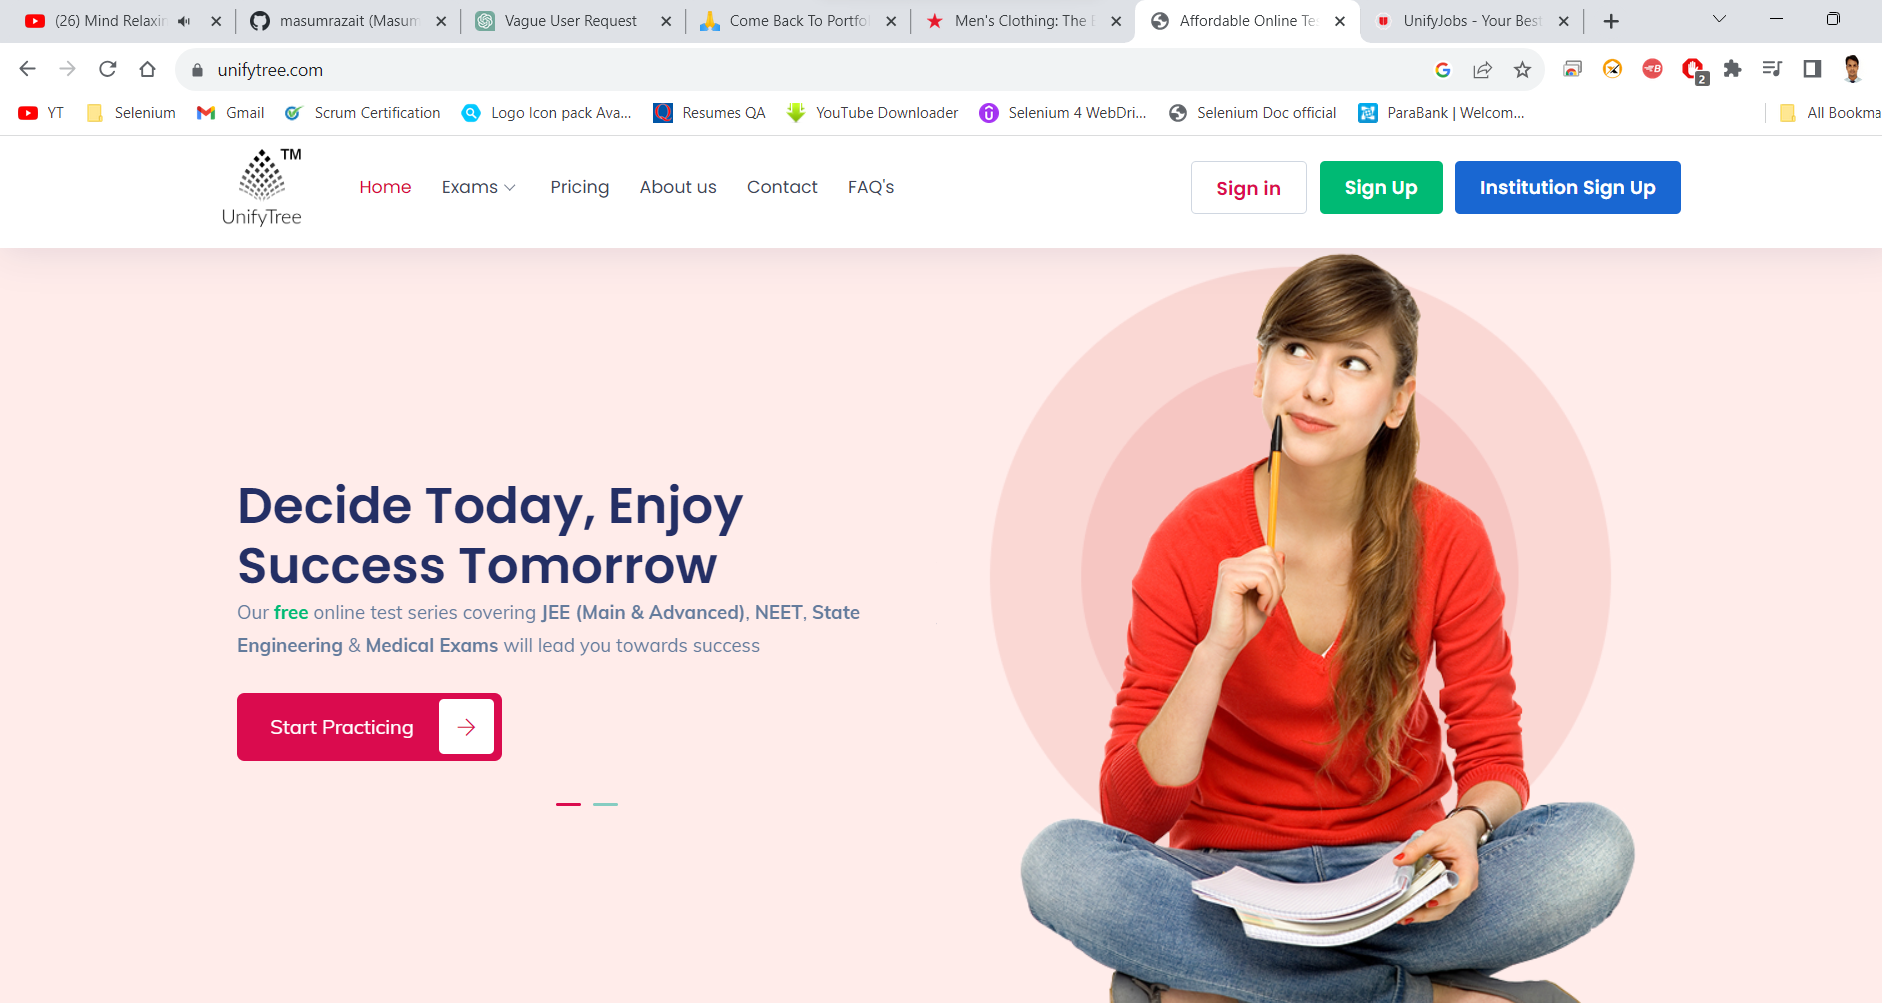 (26) Mind Relaxin
masumrazait (Masum
Vague User Request
Come Back To Portfo
Men's Clothing: The
Affordable Online Te
UnifyJobs - Your Best
unifytree.com
2
YT
Selenium
Gmail
Scrum Certification
Logo Icon pack Ava...
Resumes QA
YouTube Downloader
Selenium 4 WebDri...
Selenium Doc official
ParaBank | Welcom...
All Bookma
TM
UnifyTree
Home
Exams
Pricing
About us
Contact
FAQ's
Sign in
Sign Up
Institution Sign Up
Decide Today, Enjoy
Success Tomorrow
Our free online test series covering JEE (Main & Advanced), NEET, State
Engineering & Medical Exams will lead you towards success
Start Practicing